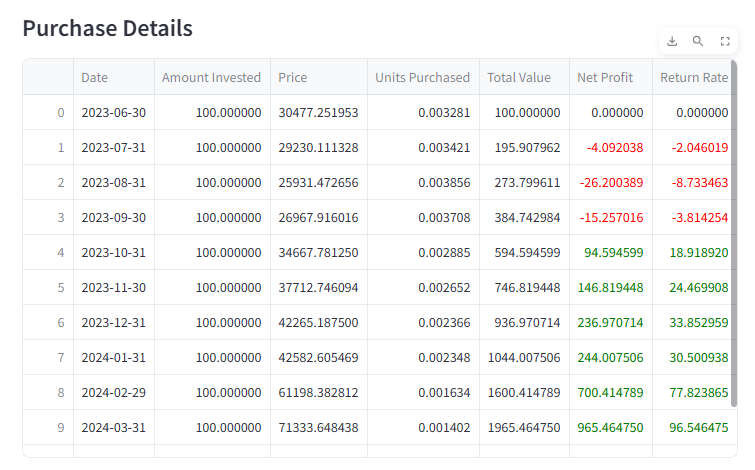 Purchase Details
Date Amount Invested Price Units Purchased Total Value Net Profit Return Rate
0 2023-06-30 100.000000 30477.251953 0.003281 100.000000 0.000000 0.000000
1 2023-07-31 100.000000 29230.111328 0.003421 195.907962 -4.092038 -2.046019
2 2023-08-31 100.000000 25931.472656 0.003856 273.799611 -26.200389 -8.733463
3 2023-09-30 100.000000 26967.916016 0.003708 384.742984 -15.257016 -3.814254
4 2023-10-31 100.000000 34667.781250 0.002885 594.594599 94.594599 18.918920
5 2023-11-30 100.000000 37712.746094 0.002652 746.819448 146.819448 24.469908
6 2023-12-31 100.000000 42265.187500 0.002366 936.970714 236.970714 33.852959
7 2024-01-31 100.000000 42582.605469 0.002348 1044.007506 244.007506 30.500938
8 2024-02-29 100.000000 61198.382812 0.001634 1600.414789 700.414789 77.823865
9 2024-03-31 100.000000 71333.648438 0.001402 1965.464750 965.464750 96.546475